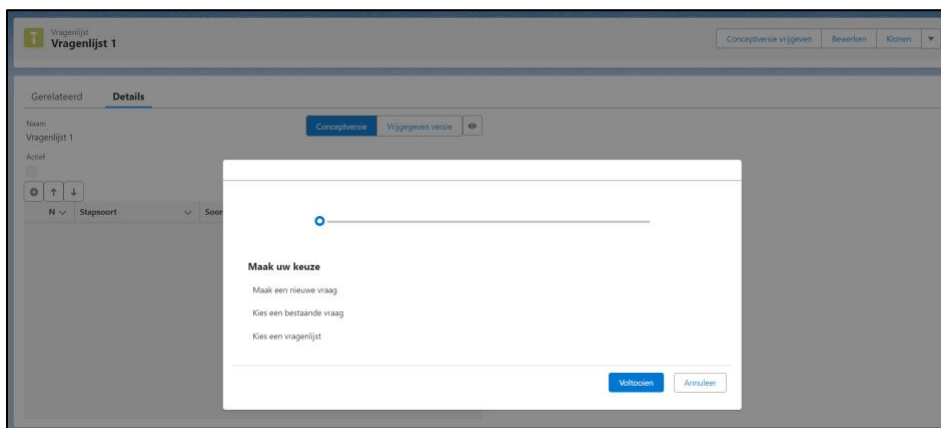 Vragenlijst
Vragenlijst 1
Conceptversie vrijgeven Bewerken Klonen
Gerelateerd Details
Naam
Vragenlijst 1
Conceptversie Vrijgegeven versie
Actief
N Stapsoort Soor
Maak uw keuze
Maak een nieuwe vraag
Kies een bestaande vraag
Kies een vragenlijst
Voltooien Annuleer